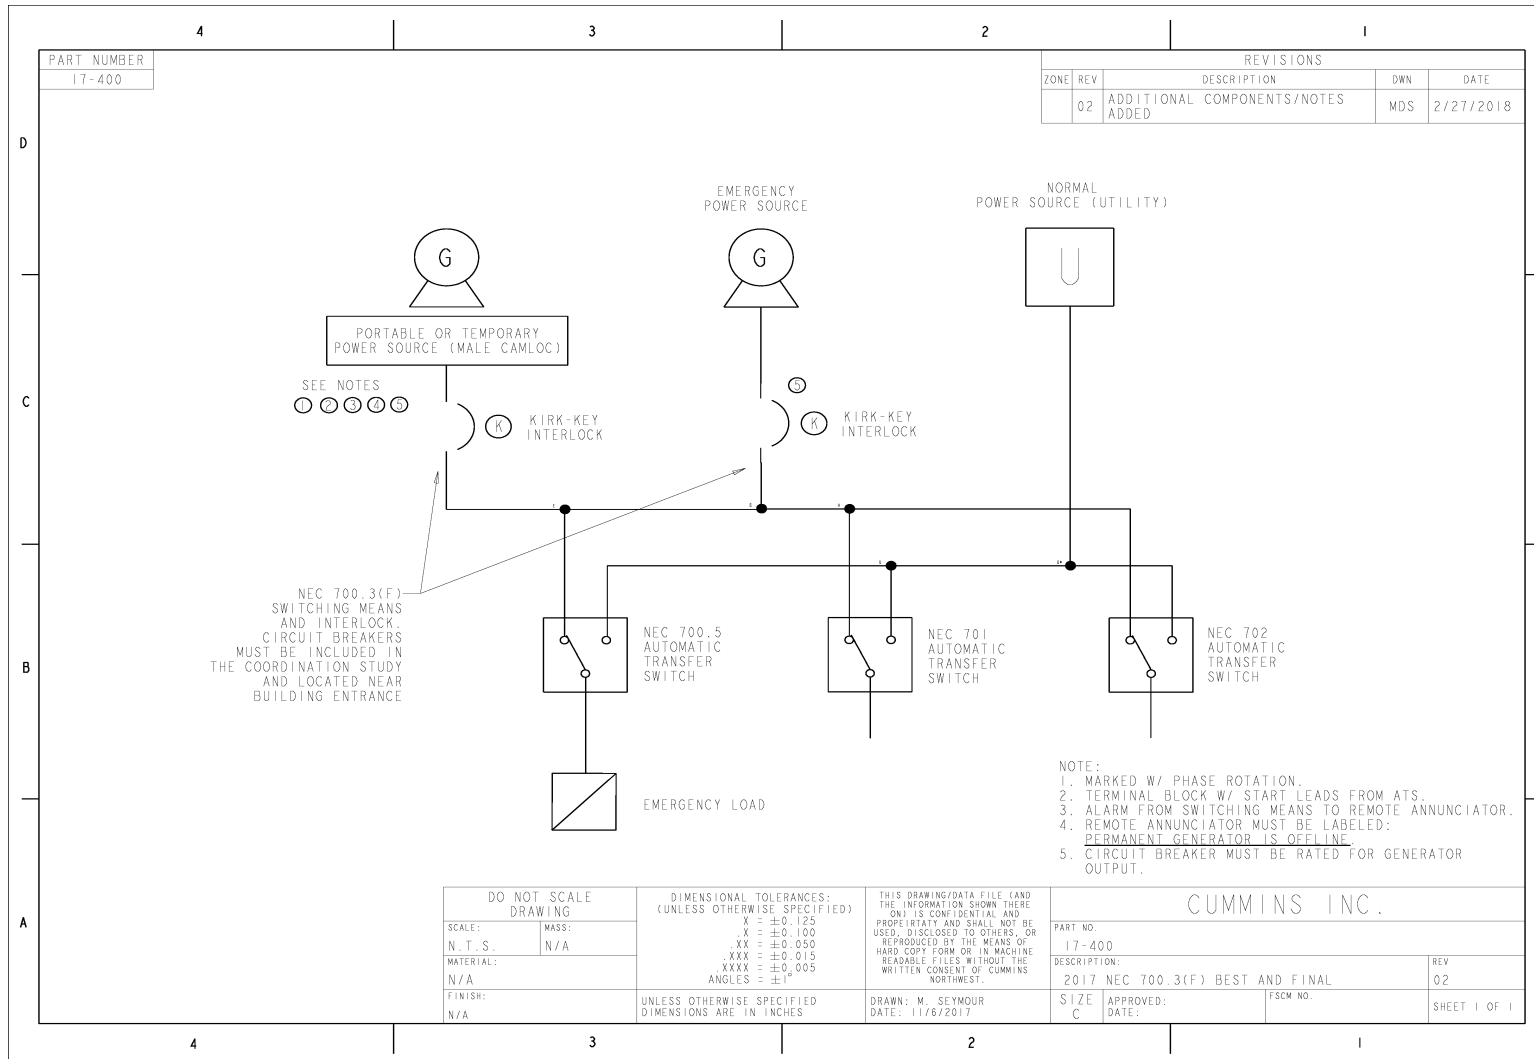 4
3
2
1
PART NUMBER
17-400
REVISIONS
ZONE REV DESCRIPTION DWN DATE
02 ADDITIONAL COMPONENTS/NOTES
ADDED
MDS 2/27/2018
D
EMERGENCY
POWER SOURCE
NORMAL
POWER SOURCE (UTILITY)
G
G
U
PORTABLE OR TEMPORARY
POWER SOURCE (MALE CAMLOC)
SEE NOTES
1 2 3 4 5
5
C
K
KIRK-KEY
INTERLOCK
K
KIRK-KEY
INTERLOCK
NEC 700.3(F)
SWITCHING MEANS
AND INTERLOCK.
CIRCUIT BREAKERS
MUST BE INCLUDED IN
THE COORDINATION STUDY
AND LOCATED NEAR
BUILDING ENTRANCE
B
NEC 700.5
AUTOMATIC
TRANSFER
SWITCH
NEC 701
AUTOMATIC
TRANSFER
SWITCH
NEC 702
AUTOMATIC
TRANSFER
SWITCH
EMERGENCY LOAD
NOTE:
1. MARKED W/ PHASE ROTATION.
2. TERMINAL BLOCK W/ START LEADS FROM ATS.
3. ALARM FROM SWITCHING MEANS TO REMOTE ANNUNCIATOR.
4. REMOTE ANNUNCIATOR MUST BE LABELED:
PERMANENT GENERATOR IS OFFLINE.
5. CIRCUIT BREAKER MUST BE RATED FOR GENERATOR
OUTPUT.
A
DO NOT SCALE
DRAWING
SCALE:
N.T.S.
MASS:
N/A
MATERIAL:
N/A
FINISH:
N/A
DIMENSIONAL TOLERANCES:
(UNLESS OTHERWISE SPECIFIED)
X = ±0.125
.X = ±0.100
.XX = ±0.050
.XXX = ±0.015
.XXXX = ±0.005
ANGLES = ±1°
UNLESS OTHERWISE SPECIFIED
DIMENSIONS ARE IN INCHES
THIS DRAWING/DATA FILE (AND
THE INFORMATION SHOWN THERE
ON) IS CONFIDENTIAL AND
PROPEIRTATY AND SHALL NOT BE
USED, DISCLOSED TO OTHERS, OR
REPRODUCED BY THE MEANS OF
HARD COPY FORM OR IN MACHINE
READABLE FILES WITHOUT THE
WRITTEN CONSENT OF CUMMINS
NORTHWEST.
DRAWN: M. SEYMOUR
DATE: 11/6/2017
CUMMINS INC.
PART NO.
17-400
DESCRIPTION:
2017 NEC 700.3(F) BEST AND FINAL
REV
02
SIZE
C
APPROVED:
DATE:
FSCM NO.
SHEET 1 OF 1
4
3
2
1